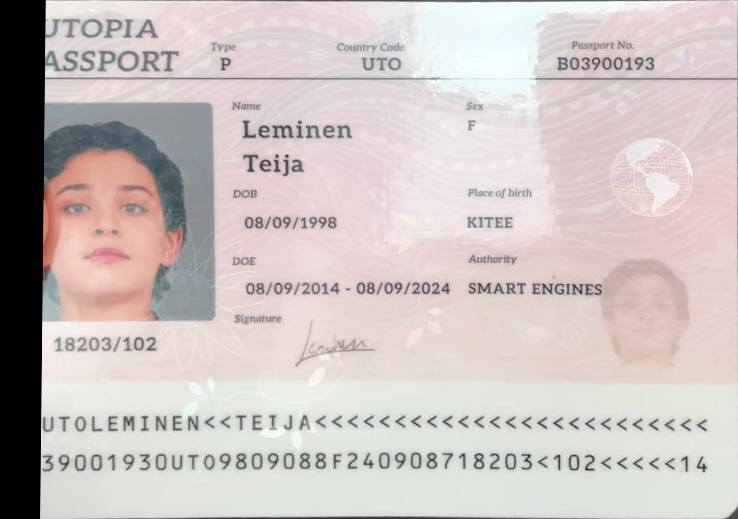 UTOPIA
ASSPORT
Type
P
Country Code
UTO
Passport No.
B03900193
Name
Leminen
Teija
Sex
F
DOB
08/09/1998
Place of birth
KITEE
DOE
08/09/2014 - 08/09/2024
Authority
SMART ENGINES
Signature
18203/102
UTOLEMINEN<<TEIJA<<<<<<<<<<<<<<<<<<<<<<<<<
39001930UTO9809088F240908718203<102<<<<<14